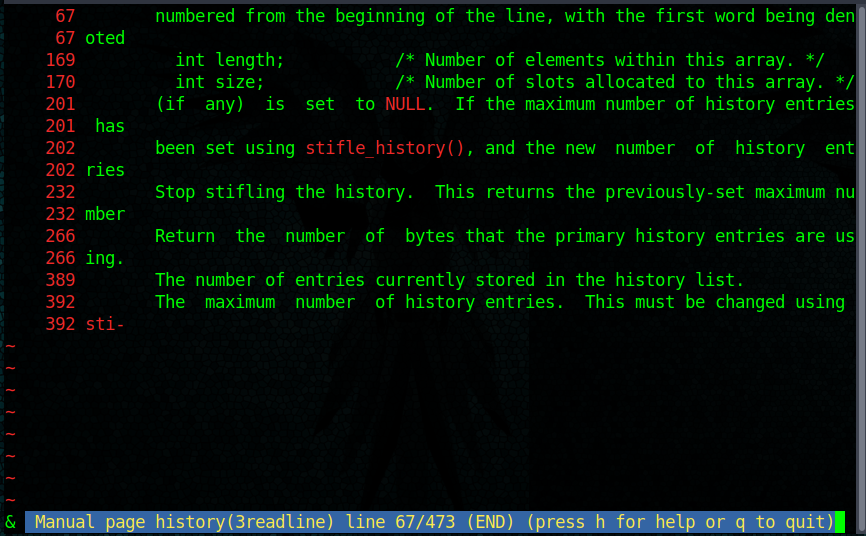 67        numbered from the beginning of the line, with the first word being den
67 oted
169         int length;           /* Number of elements within this array. */
170         int size;             /* Number of slots allocated to this array. */
201       (if  any)  is  set  to NULL.  If the maximum number of history entries
201  has
202       been set using stifle_history(), and the new  number  of  history  ent
202 ries
232       Stop stifling the history.  This returns the previously-set maximum nu
232 mber
266       Return  the  number  of  bytes that the primary history entries are us
266 ing.
389       The number of entries currently stored in the history list.
392       The  maximum  number  of history entries.  This must be changed using
392 sti-
~
~
~
~
~
~
~
~
&  Manual page history(3readline) line 67/473 (END) (press h for help or q to quit)